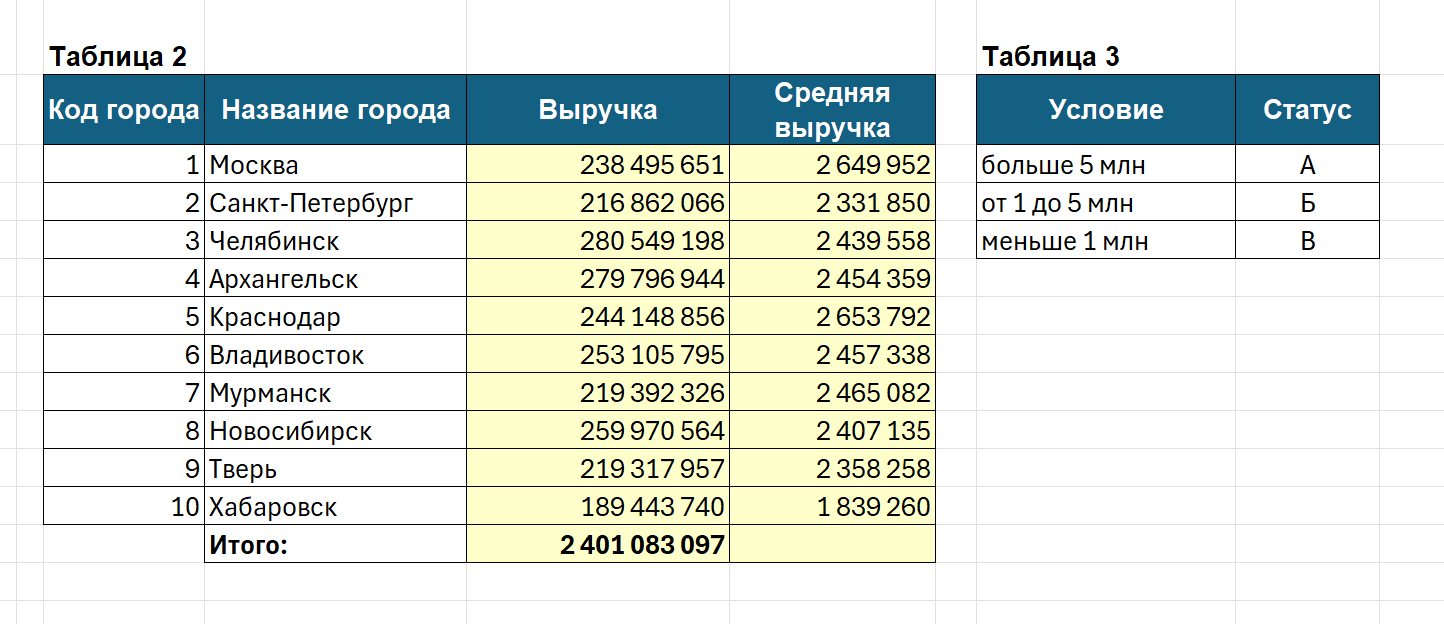 Таблица 2 Таблица 3
Код города Название города Выручка Средняя выручка Условие Статус
1 Москва 238 495 651 2 649 952 больше 5 млн А
2 Санкт-Петербург 216 862 066 2 331 850 от 1 до 5 млн Б
3 Челябинск 280 549 198 2 439 558 меньше 1 млн В
4 Архангельск 279 796 944 2 454 359
5 Краснодар 244 148 856 2 653 792
6 Владивосток 253 105 795 2 457 338
7 Мурманск 219 392 326 2 465 082
8 Новосибирск 259 970 564 2 407 135
9 Тверь 219 317 957 2 358 258
10 Хабаровск 189 443 740 1 839 260
Итого: 2 401 083 097